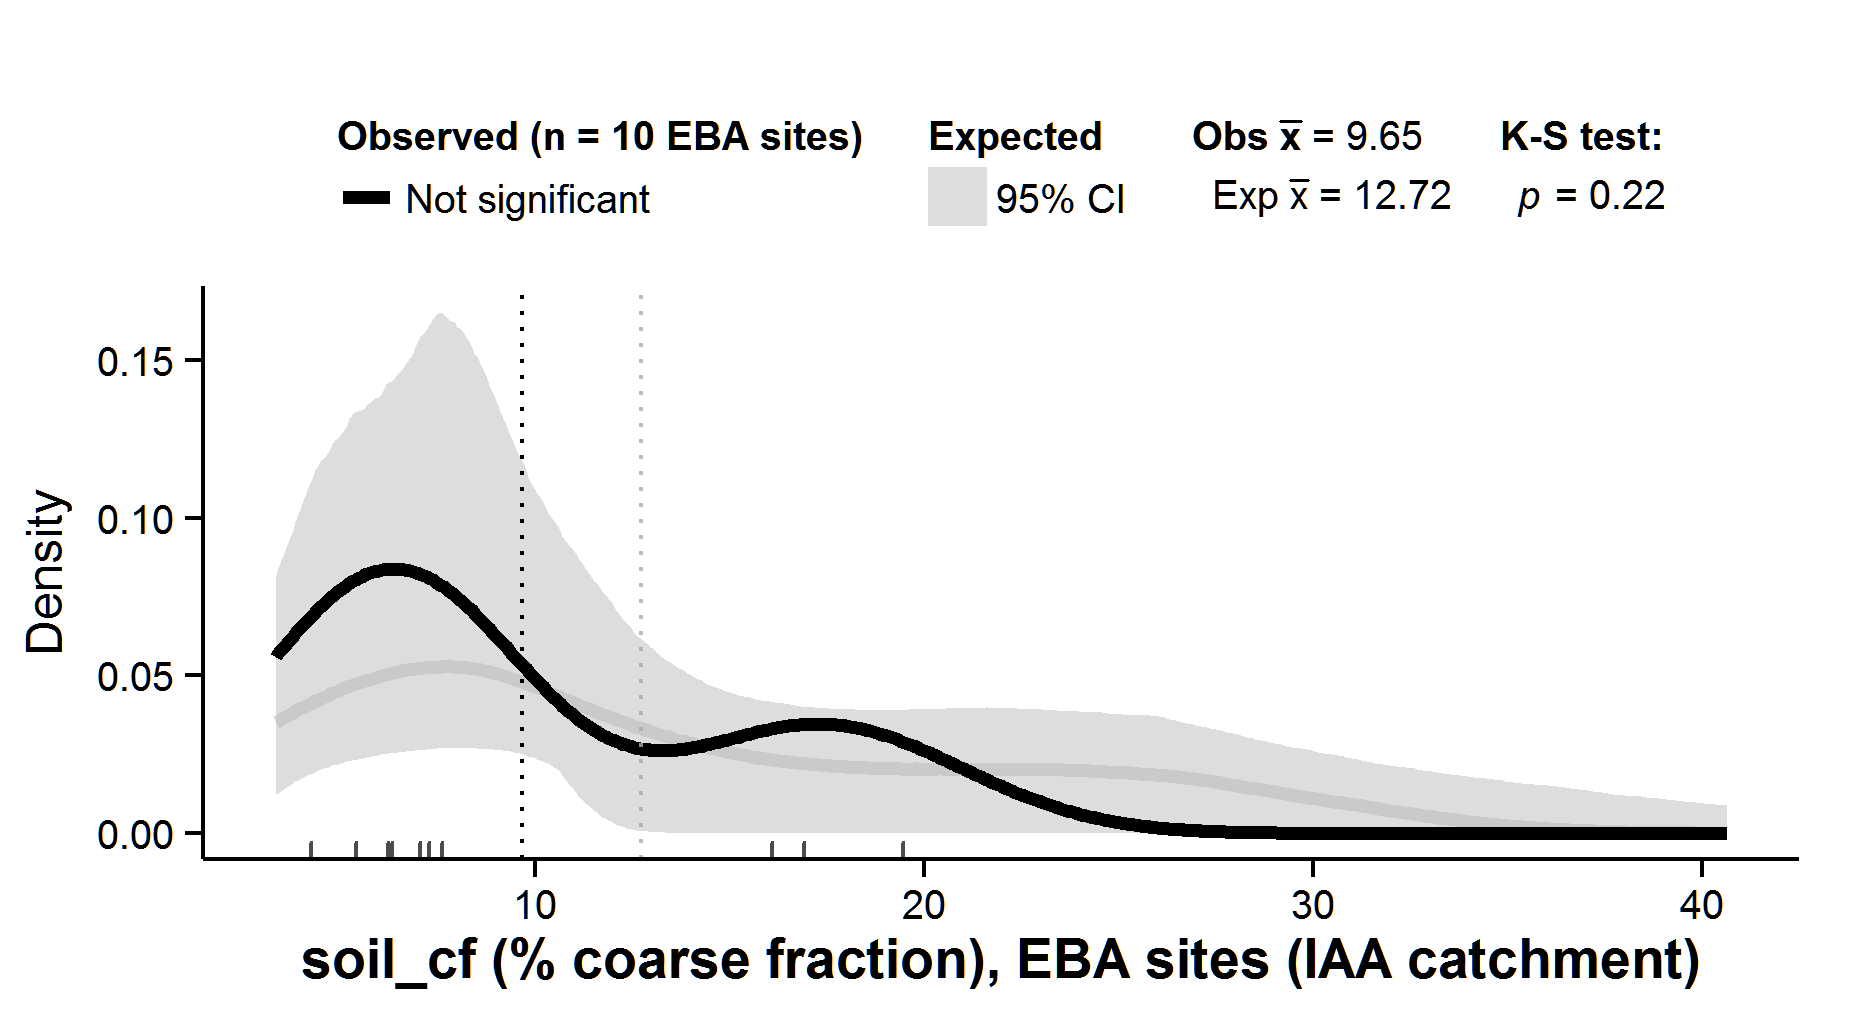 Observed (n = 10 EBA sites) Expected Obs x̅ = 9.65 K-S test:
Not significant 95% CI Exp x̅ = 12.72 p = 0.22
0.15
0.10
0.05
0.00
Density
10 20 30 40
soil_cf (% coarse fraction), EBA sites (IAA catchment)